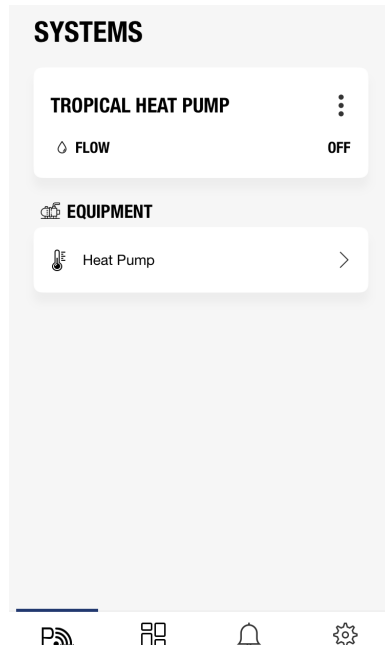 SYSTEMS
TROPICAL HEAT PUMP
FLOW OFF
EQUIPMENT
Heat Pump